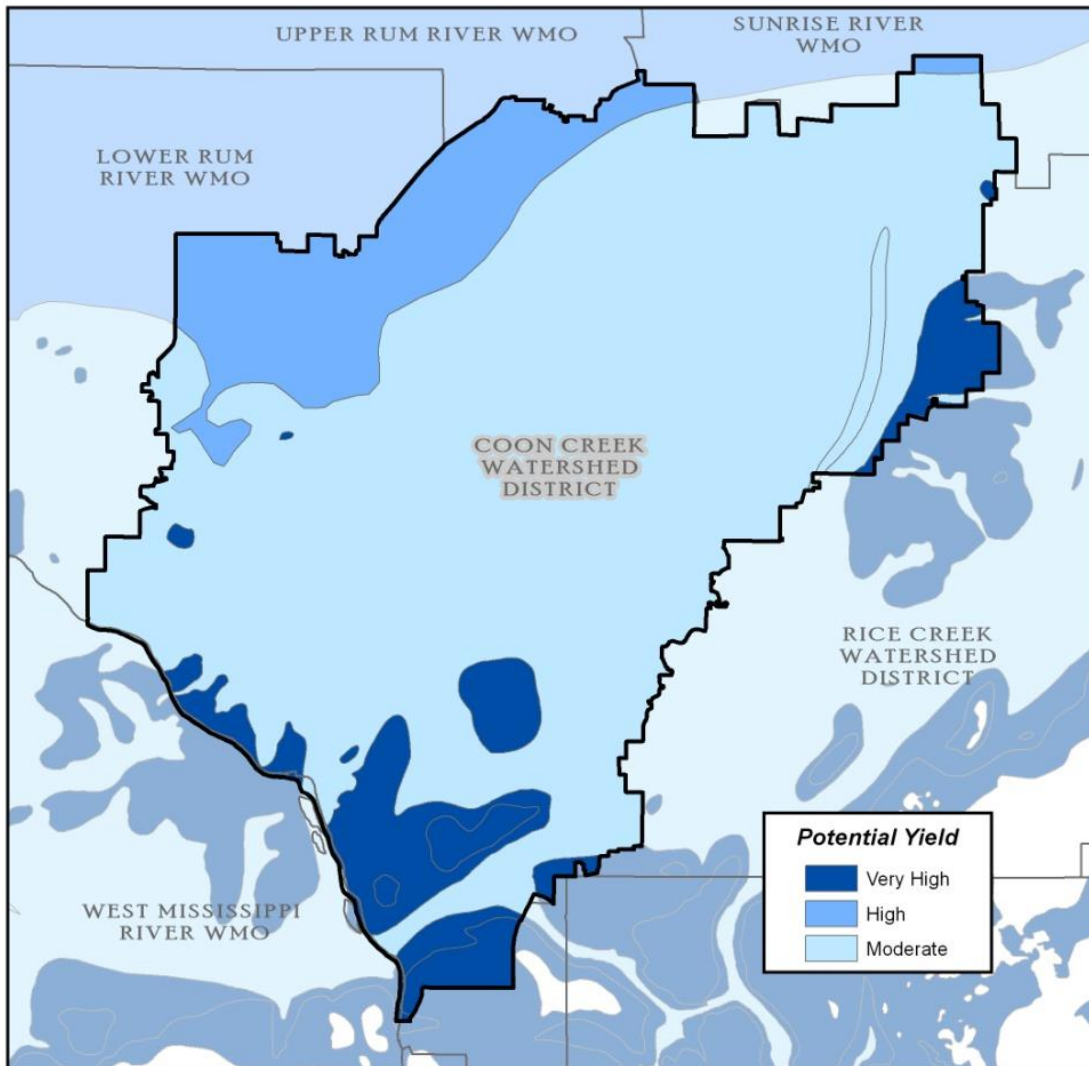 UPPER RUM RIVER WMO
SUNRISE RIVER
WMO
LOWER RUM
RIVER WMO
COON CREEK
WATERSHED
DISTRICT
RICE CREEK
WATERSHED
DISTRICT
WEST MISSISSIPPI
RIVER WMO
Potential Yield
Very High
High
Moderate